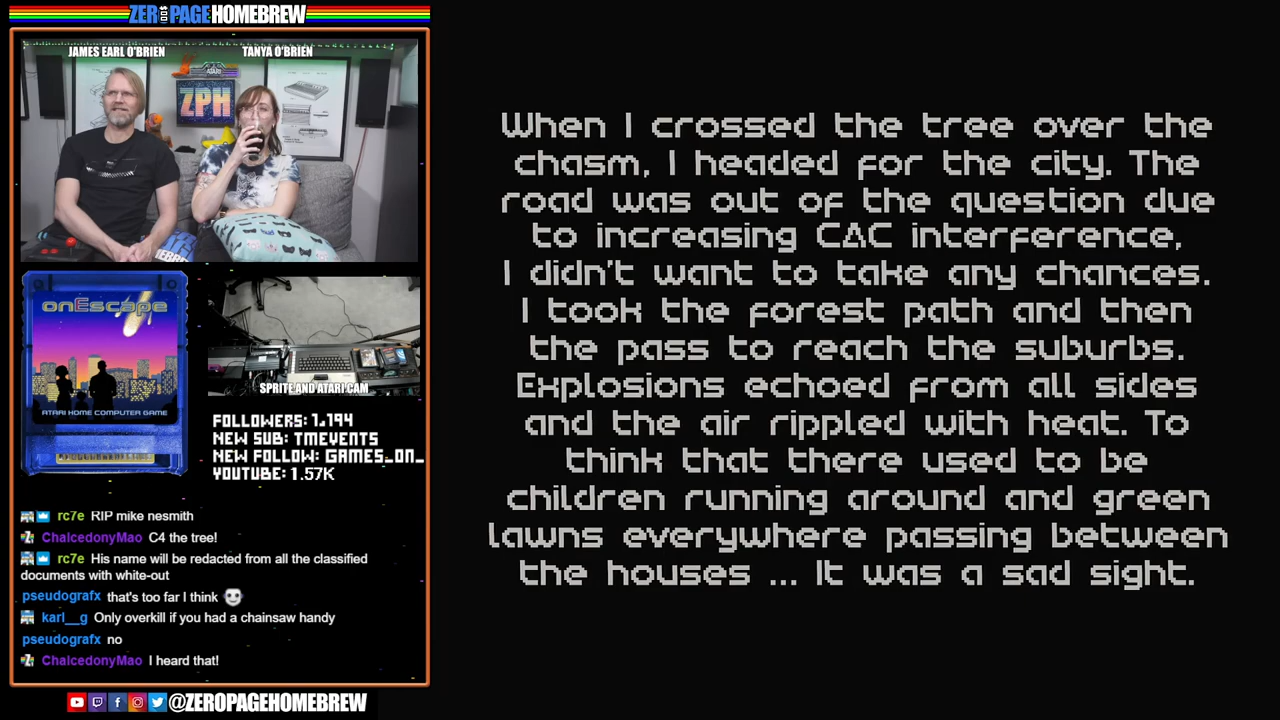 ZEROPAGEHOMEBREW
JAMES EARL O'BRIEN
TANYA O'BRIEN
ATARI
ZPH
onEscape
ATARI HOME COMPUTER GAME
SPRITE AND ATARI CAM
FOLLOWERS: 1,194
NEW SUB: TMEVENTS
NEW FOLLOW: GAMES_ON_
YOUTUBE: 1.57K
rc7e RIP mike nesmith
ChalcedonyMao C4 the tree!
rc7e His name will be redacted from all the classified
documents with white-out
pseudografx that's too far I think
karl__g Only overkill if you had a chainsaw handy
pseudografx no
ChalcedonyMao I heard that!
@ZEROPAGEHOMEBREW
When I crossed the tree over the
chasm, I headed for the city. The
road was out of the question due
to increasing CAC interference,
I didn't want to take any chances.
I took the forest path and then
the pass to reach the suburbs.
Explosions echoed from all sides
and the air rippled with heat. To
think that there used to be
children running around and green
lawns everywhere passing between
the houses ... It was a sad sight.